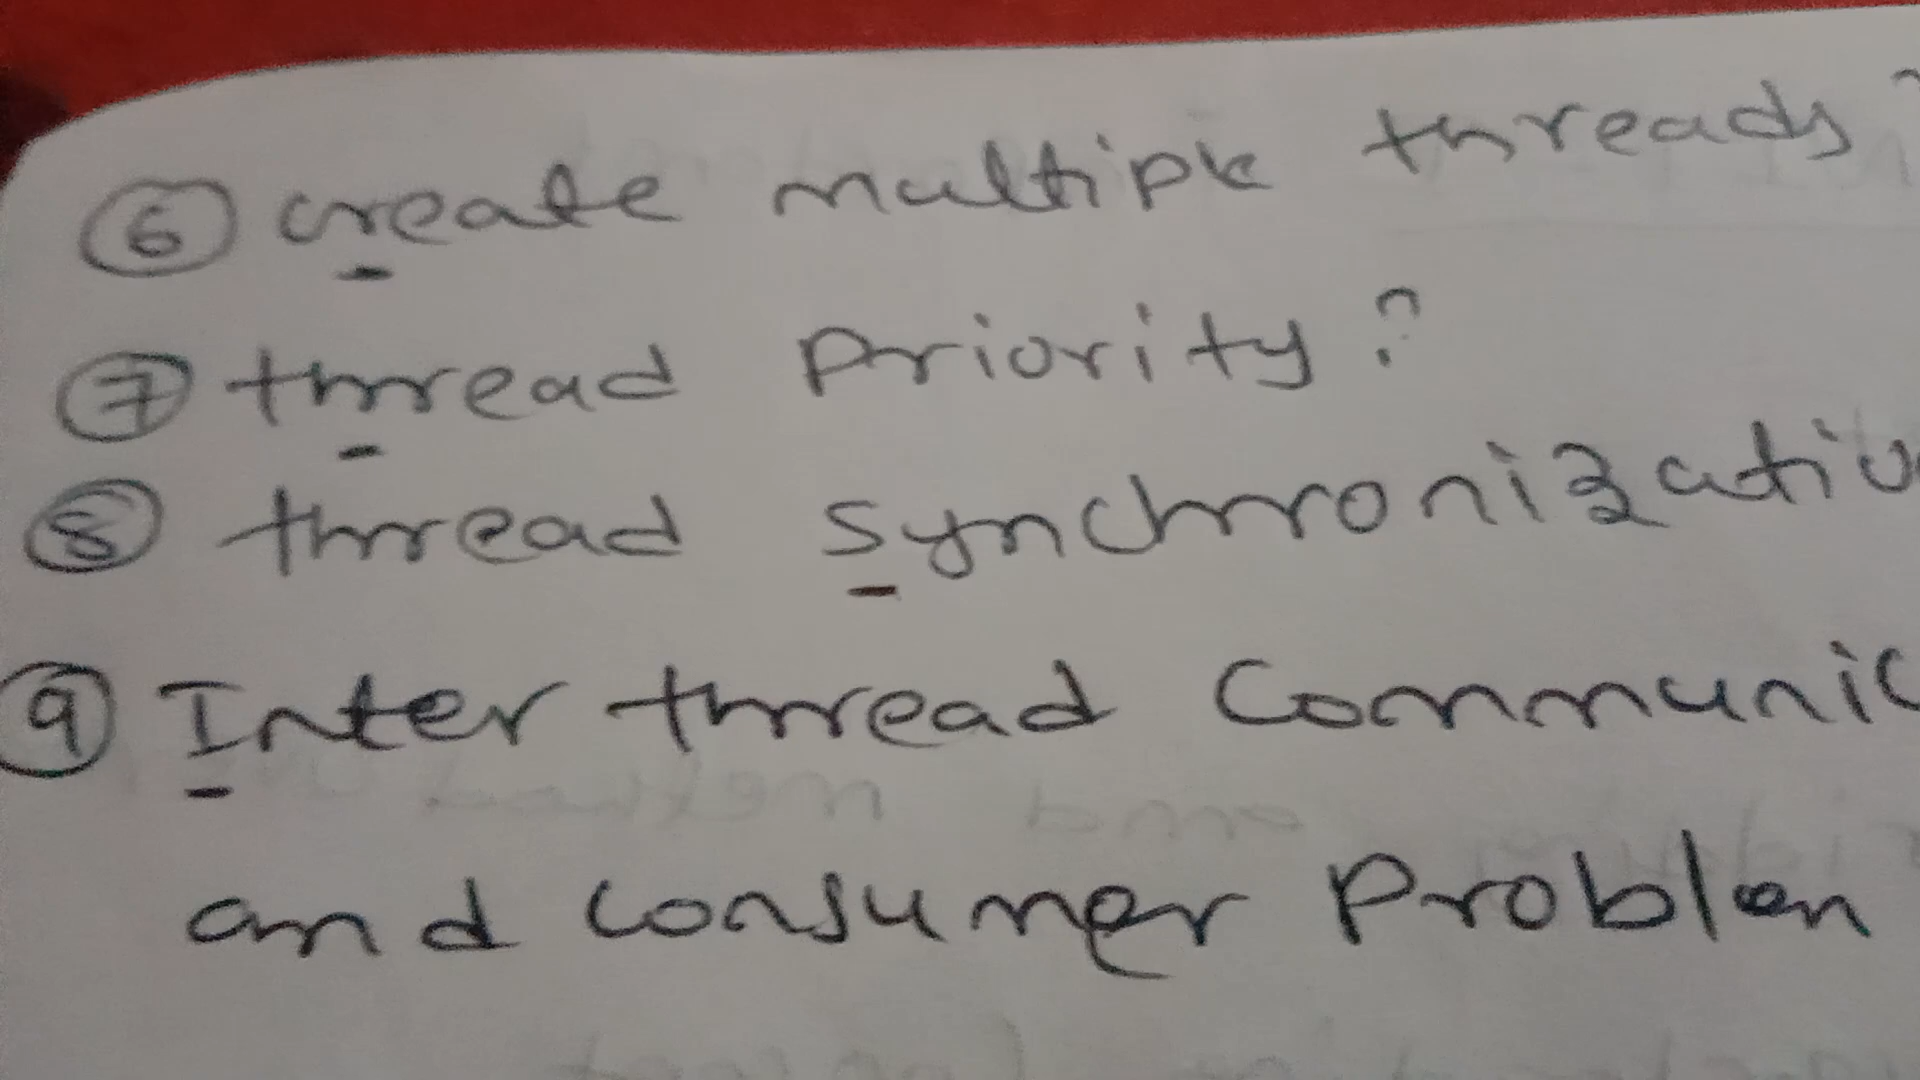 ⑥ create multiple threads?
⑦ thread Priority?
⑧ thread Synchronizatio
⑨ Inter thread Communic
and consumer Problem